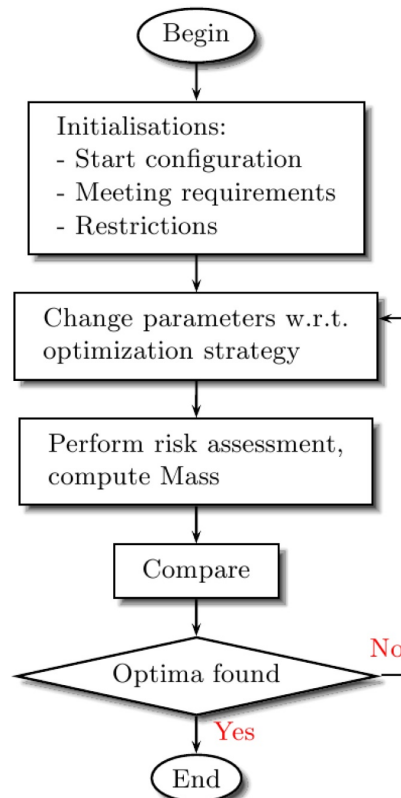 Begin
Initialisations:
- Start configuration
- Meeting requirements
- Restrictions
Change parameters w.r.t.
optimization strategy
Perform risk assessment,
compute Mass
Compare
Optima found
No
Yes
End